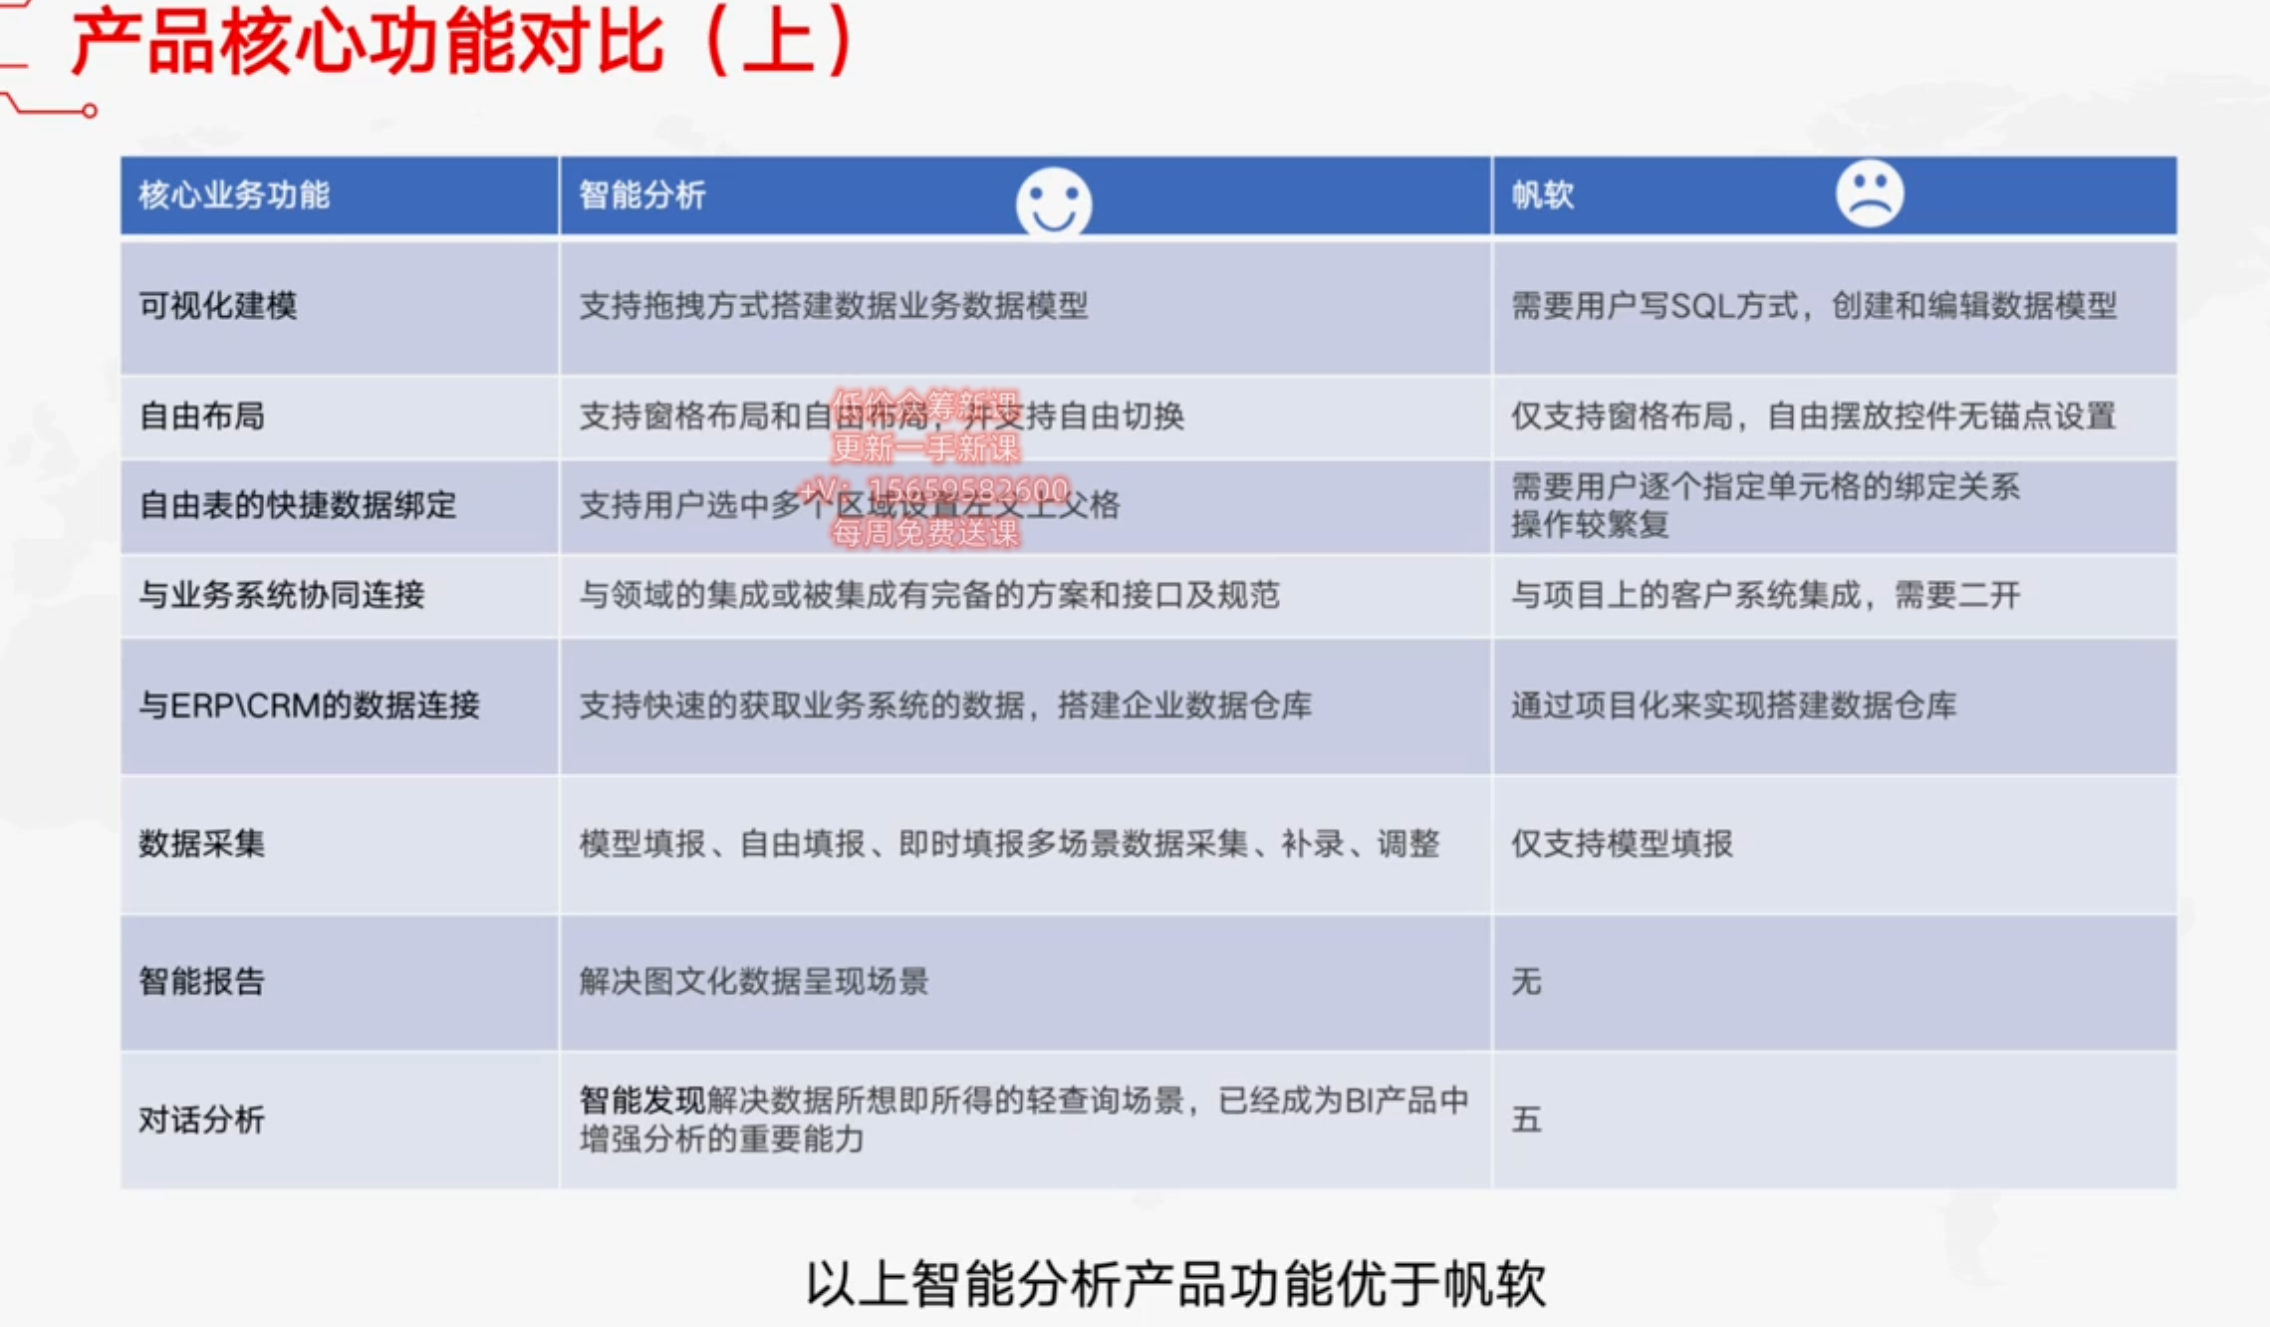 产品核心功能对比（上）
核心业务功能 智能分析 帆软
可视化建模 支持拖拽方式搭建数据业务数据模型 需要用户写SQL方式，创建和编辑数据模型
自由布局 支持窗格布局和自由布局，并支持自由切换 仅支持窗格布局，自由摆放控件无锚点设置
低价众筹新课
更新一手新课
自由表的快捷数据绑定 支持用户选中多个区域设置左父上父格 需要用户逐个指定单元格的绑定关系
操作较繁复
+V：15659582600
每周免费送课
与业务系统协同连接 与领域的集成或被集成有完备的方案和接口及规范 与项目上的客户系统集成，需要二开
与ERP\CRM的数据连接 支持快速的获取业务系统的数据，搭建企业数据仓库 通过项目化来实现搭建数据仓库
数据采集 模型填报、自由填报、即时填报多场景数据采集、补录、调整 仅支持模型填报
智能报告 解决图文化数据呈现场景 无
对话分析 智能发现解决数据所想即所得的轻查询场景，已经成为BI产品中
增强分析的重要能力 五
以上智能分析产品功能优于帆软